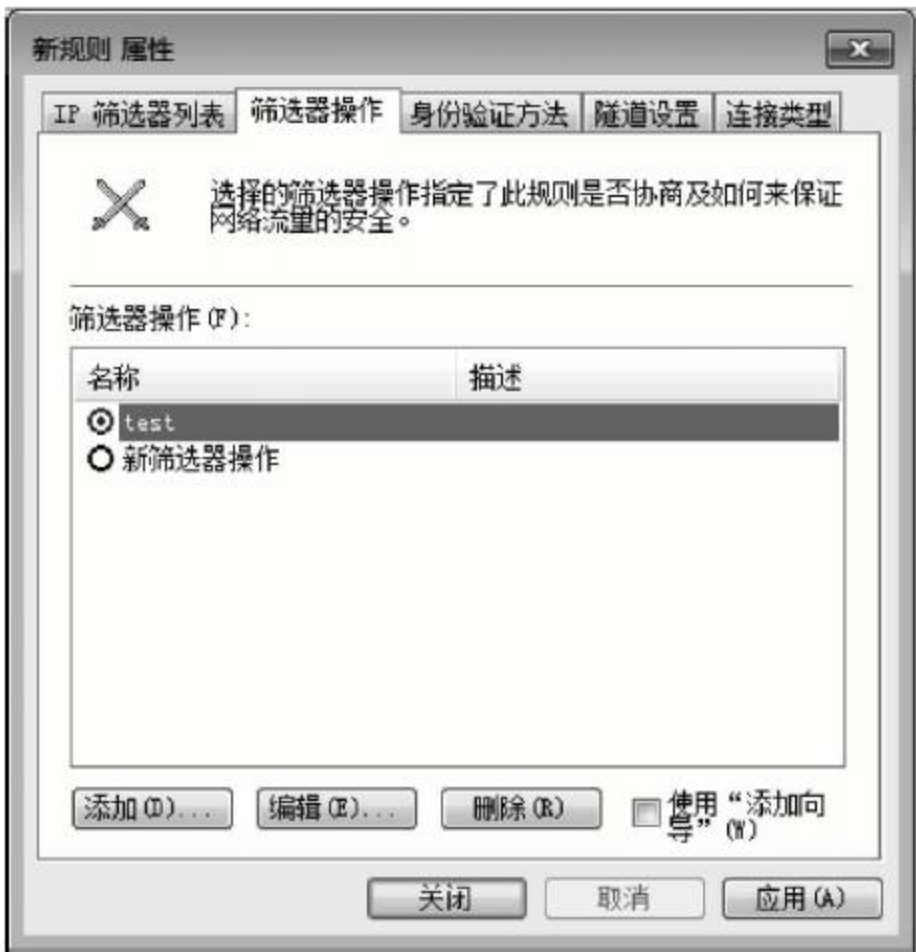 新规则 属性
IP 筛选器列表 筛选器操作 身份验证方法 隧道设置 连接类型
选择的筛选器操作指定了此规则是否协商及如何来保证
网络流量的安全。
筛选器操作(F):
名称 描述
test
新筛选器操作
添加(D)... 编辑(E)... 删除(R) 使用“添加向
导”(W)
关闭 取消 应用(A)